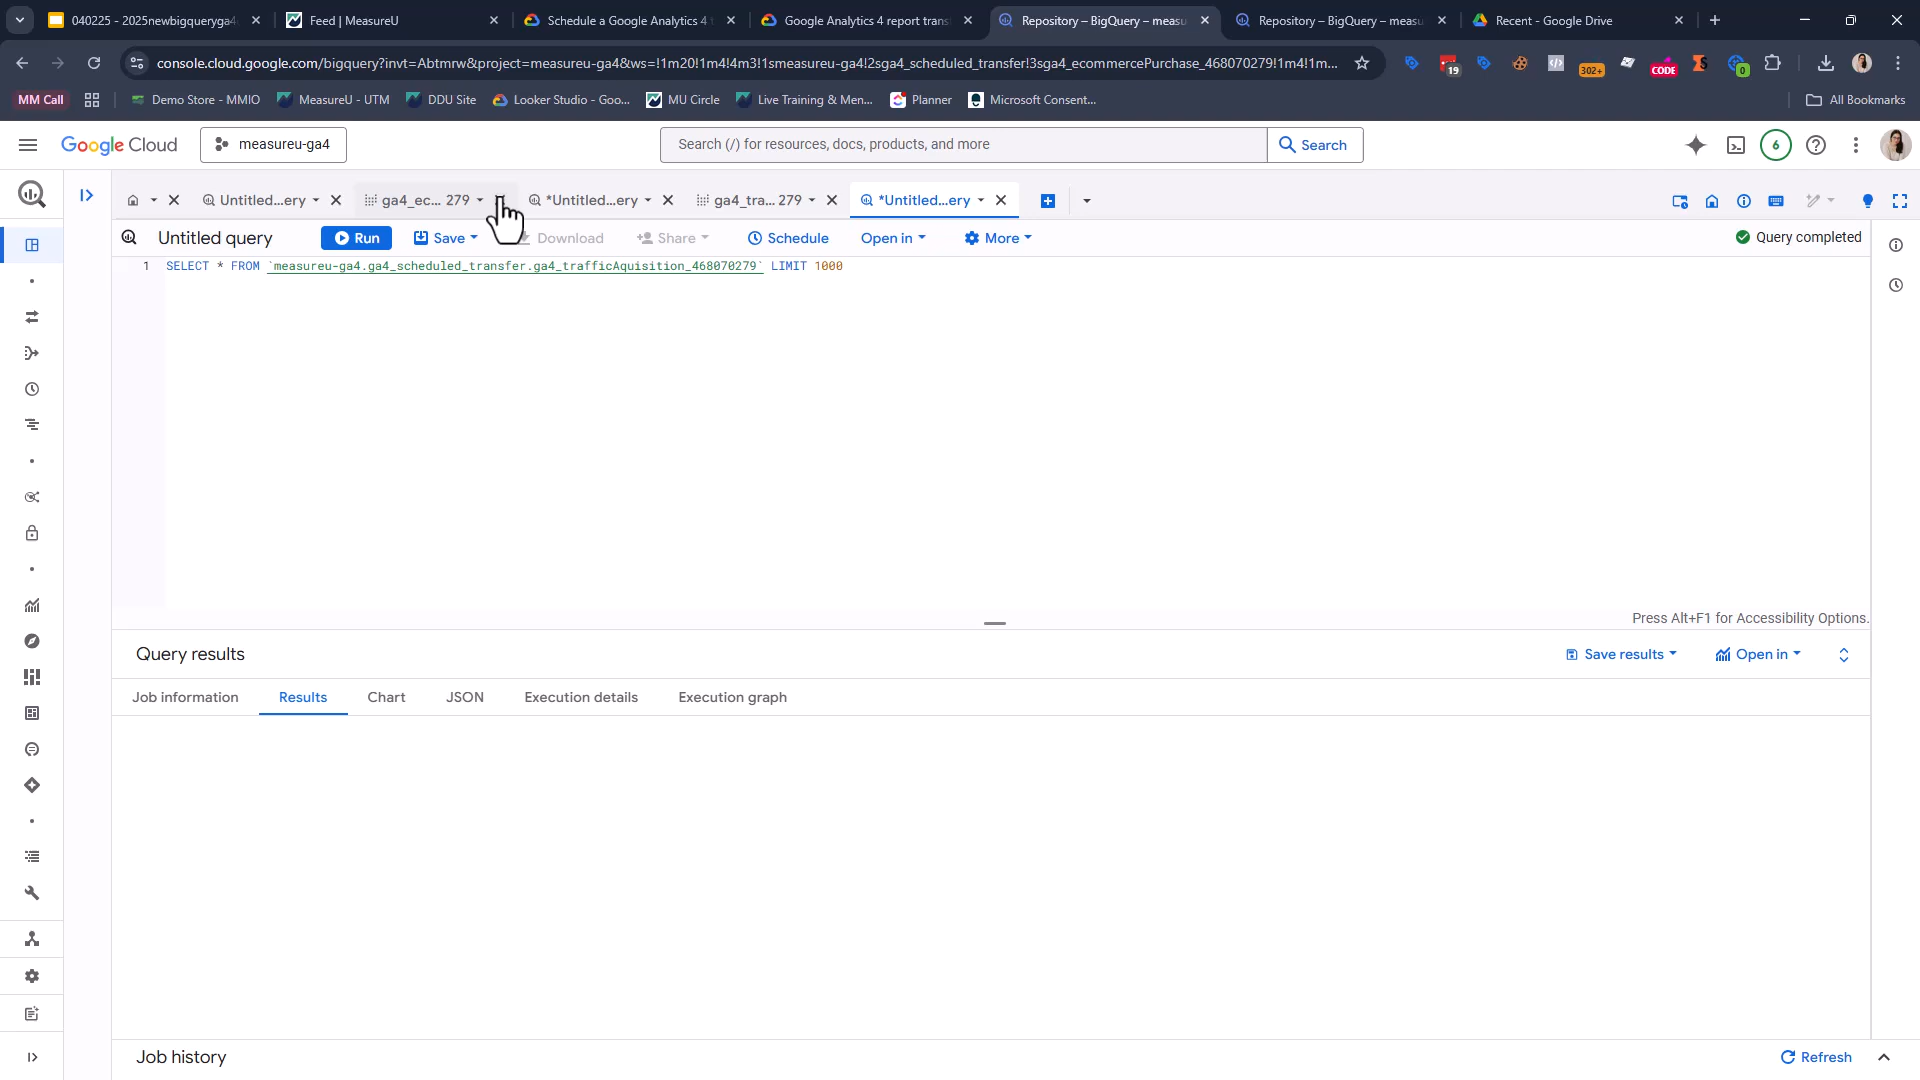 040225 - 2025newbigqueryga4
Feed | MeasureU
Schedule a Google Analytics 4 t
Google Analytics 4 report trans
Repository – BigQuery – measu
Repository – BigQuery – measu
Recent - Google Drive
console.cloud.google.com/bigquery?invt=Abtmrw&project=measureu-ga4&ws=!1m20!1m4!4m3!1smeasureu-ga4!2sga4_scheduled_transfer!3sga4_ecommercePurchase_468070279!1m4!1m...
19
302+
CODE
0
MM Call
Demo Store - MMIO
MeasureU - UTM
DDU Site
Looker Studio - Goo...
MU Circle
Live Training & Men...
Planner
Microsoft Consent...
All Bookmarks
Google Cloud
measureu-ga4
Search (/) for resources, docs, products, and more
Search
6
Untitled...ery
ga4_ec... 279
*Untitled...ery
ga4_tra... 279
*Untitled...ery
Untitled query
Run
Save
Download
Share
Schedule
Open in
More
Query completed
1 SELECT * FROM `measureu-ga4.ga4_scheduled_transfer.ga4_trafficAquisition_468070279` LIMIT 1000
Press Alt+F1 for Accessibility Options.
Query results
Save results
Open in
Job information
Results
Chart
JSON
Execution details
Execution graph
Job history
Refresh